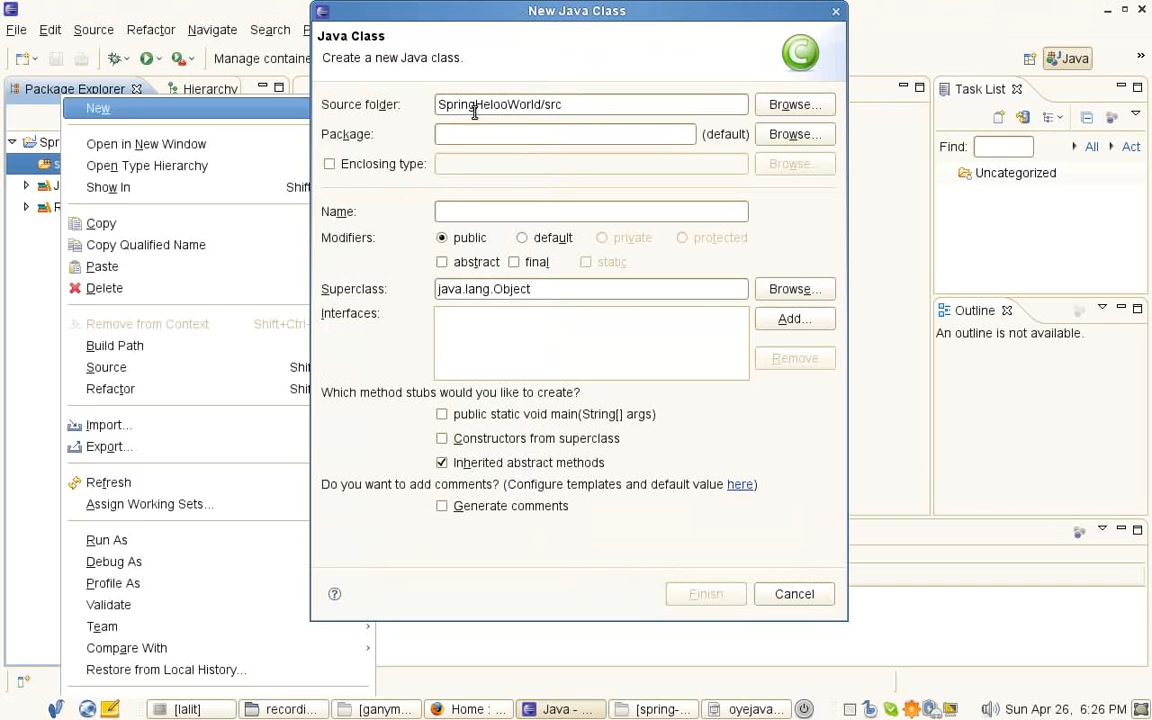 New Java Class
File Edit Source Refactor Navigate Search
Manage container
Java
Package Explorer Hierarchy
New
Open in New Window
Open Type Hierarchy
Show In
Copy
Copy Qualified Name
Paste
Delete
Remove from Context Shift+Ctrl-
Build Path
Source
Refactor
Import...
Export...
Refresh
Assign Working Sets...
Run As
Debug As
Profile As
Validate
Team
Compare With
Restore from Local History...
Java Class
Create a new Java class.
Source folder: SpringHelooWorld/src Browse...
Package: (default) Browse...
Enclosing type: Browse...
Name:
Modifiers: public default private protected
abstract final static
Superclass: java.lang.Object Browse...
Interfaces: Add...
Remove
Which method stubs would you like to create?
public static void main(String[] args)
Constructors from superclass
Inherited abstract methods
Do you want to add comments? (Configure templates and default value here)
Generate comments
Finish Cancel
Task List
Find: All Act
Uncategorized
Outline
An outline is not available.
[lalit] recordi... [ganym... Home : ... Java - ... [spring-... oyejava... Sun Apr 26, 6:26 PM